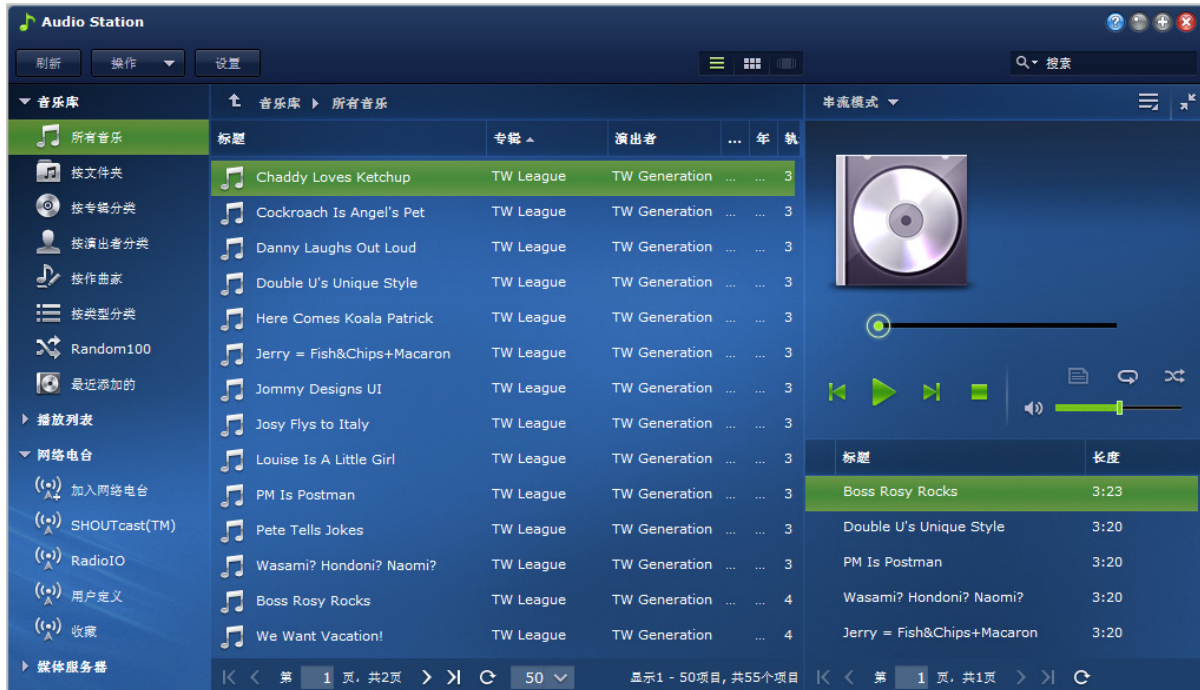 Audio Station
刷新 操作 设置 搜索
音乐库
所有音乐
按文件夹
按专辑分类
按演出者分类
按作曲家
按类型分类
Random100
最近添加的
播放列表
网络电台
加入网络电台
SHOUTcast(TM)
RadioIO
用户定义
收藏
媒体服务器
音乐库 所有音乐
标题 专辑 演出者 ... 年 轨
Chaddy Loves Ketchup TW League TW Generation ... ... 3
Cockroach Is Angel's Pet TW League TW Generation ... ... 3
Danny Laughs Out Loud TW League TW Generation ... ... 3
Double U's Unique Style TW League TW Generation ... ... 3
Here Comes Koala Patrick TW League TW Generation ... ... 3
Jerry = Fish&Chips+Macaron TW League TW Generation ... ... 3
Jommy Designs UI TW League TW Generation ... ... 3
Josy Flys to Italy TW League TW Generation ... ... 3
Louise Is A Little Girl TW League TW Generation ... ... 3
PM Is Postman TW League TW Generation ... ... 3
Pete Tells Jokes TW League TW Generation ... ... 3
Wasami? Hondoni? Naomi? TW League TW Generation ... ... 3
Boss Rosy Rocks TW League TW Generation ... ... 4
We Want Vacation! TW League TW Generation ... 4
第 1 页，共2页 50 显示1 - 50项目，共55个项目
串流模式
标题 长度
Boss Rosy Rocks 3:23
Double U's Unique Style 3:20
PM Is Postman 3:20
Wasami? Hondoni? Naomi? 3:20
Jerry = Fish&Chips+Macaron 3:20
第 1 页，共1页